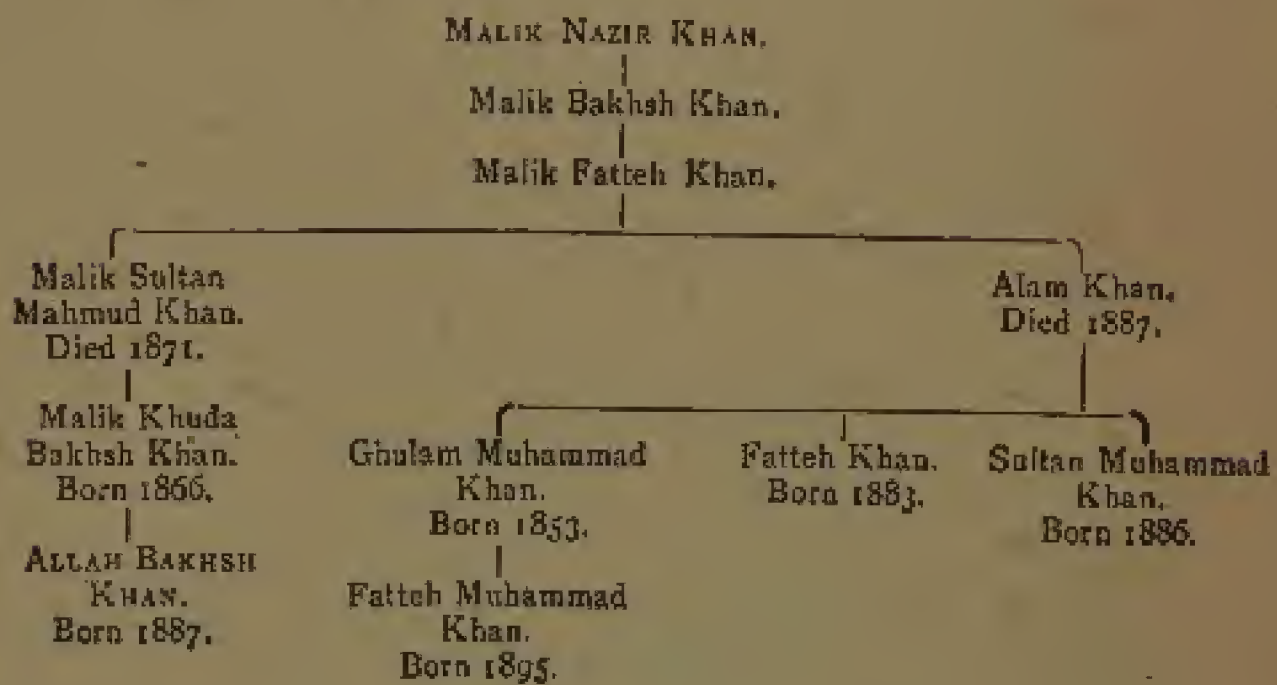 MALIK NAZIR KHAN.
Malik Bakhsh Khan.
Malik Fatteh Khan.
Malik Sultan
Mahmud Khan.
Died 1871.
Alam Khan.
Died 1887.
Malik Khuda
Bakhsh Khan.
Born 1866.
Ghulam Muhammad
Khan.
Born 1853.
Fatteh Khan.
Born 1883.
Sultan Muhammad
Khan.
Born 1886.
ALLAH BAKHSH
KHAN.
Born 1887.
Fatteh Muhammad
Khan.
Born 1895.